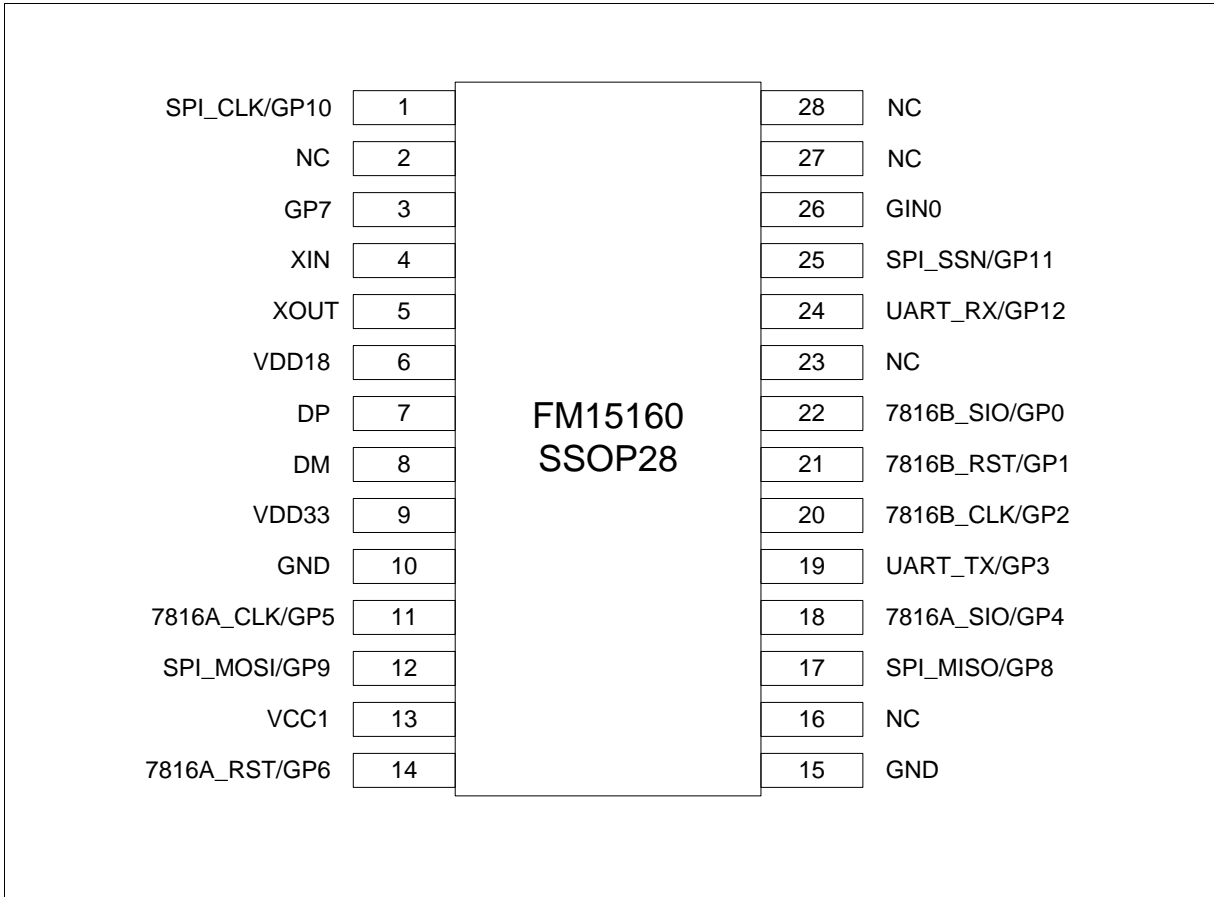 SPI_CLK/GP10 1
NC 2
GP7 3
XIN 4
XOUT 5
VDD18 6
DP 7
DM 8
VDD33 9
GND 10
7816A_CLK/GP5 11
SPI_MOSI/GP9 12
VCC1 13
7816A_RST/GP6 14
FM15160
SSOP28
28 NC
27 NC
26 GIN0
25 SPI_SSN/GP11
24 UART_RX/GP12
23 NC
22 7816B_SIO/GP0
21 7816B_RST/GP1
20 7816B_CLK/GP2
19 UART_TX/GP3
18 7816A_SIO/GP4
17 SPI_MISO/GP8
16 NC
15 GND